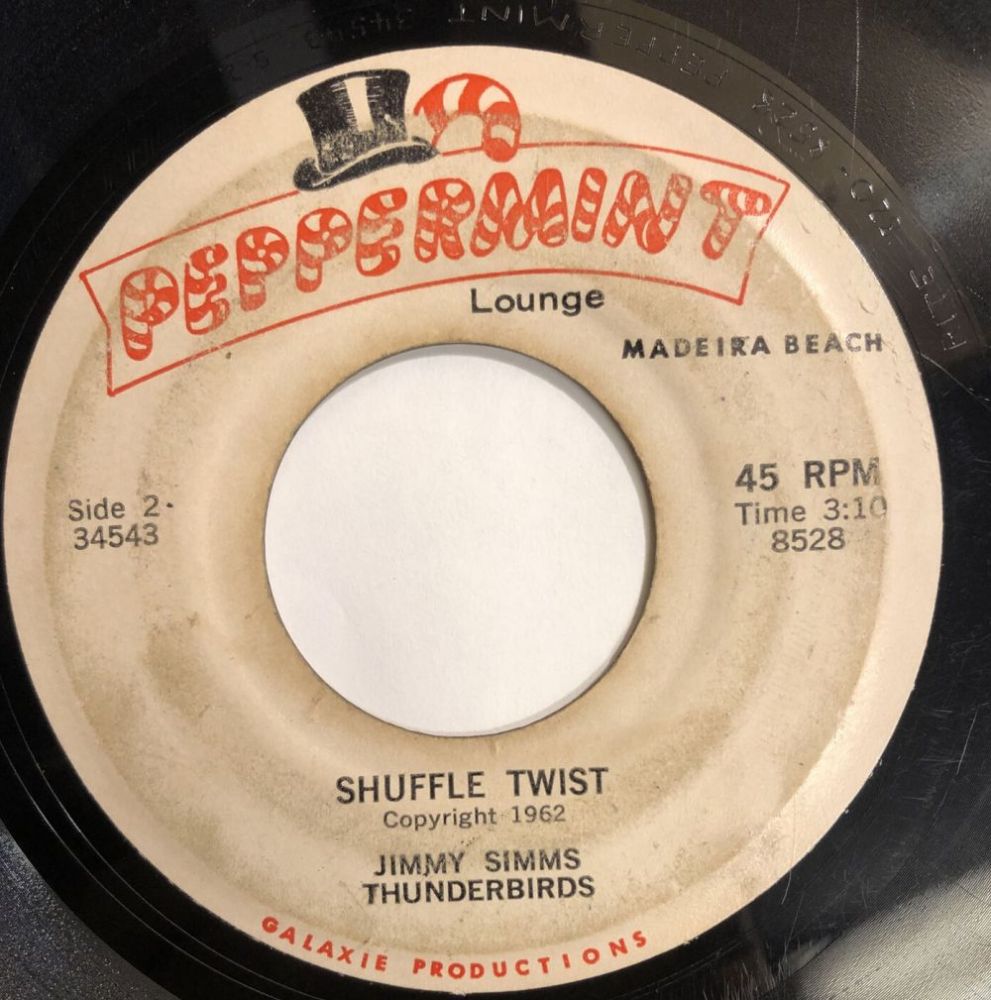 PEPPERMINT
Lounge
MADEIRA BEACH
Side 2
34543
45 RPM
Time 3:10
8528
SHUFFLE TWIST
Copyright 1962
JIMMY SIMMS
THUNDERBIRDS
GALAXIE PRODUCTIONS
PEPPERMINT